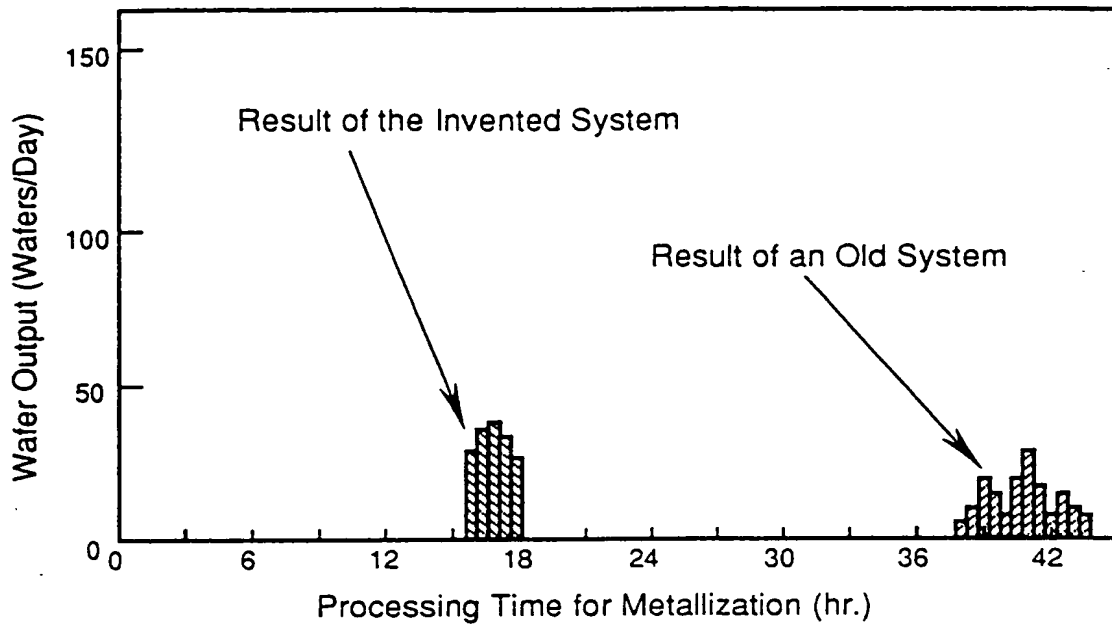 150
Result of the Invented System
100
Result of an Old System
50
0
0 6 12 18 24 30 36 42
Wafer Output (Wafers/Day)
Processing Time for Metallization (hr.)